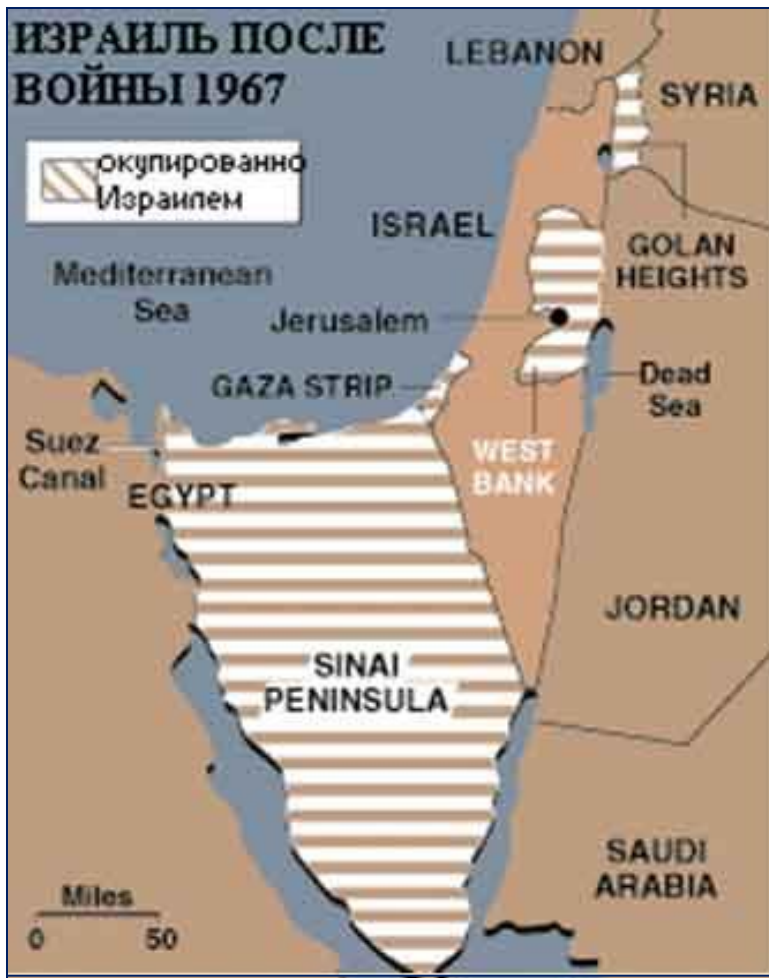 ИЗРАИЛЬ ПОСЛЕ
ВОЙНЫ 1967
окупированно
Израилем
LEBANON
SYRIA
ISRAEL
GOLAN
HEIGHTS
Mediterranean
Sea
Jerusalem
GAZA STRIP
Dead
Sea
Suez
Canal
WEST
BANK
EGYPT
JORDAN
SINAI
PENINSULA
SAUDI
ARABIA
Miles
0 50